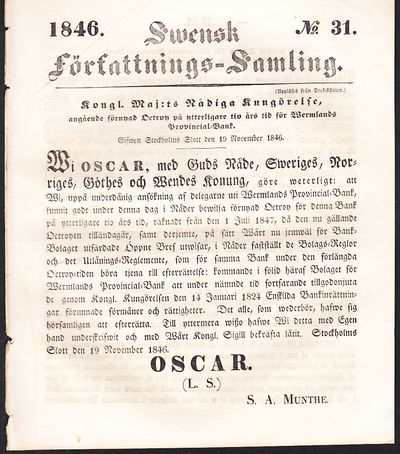 1846.
Swensk
№ 31.
Författnings-Samling.
(Uppläses från Predikstolen.)
Kongl. Maj:ts Nådiga Kungörelse,
angående förnyad Octroy på ytterligare tio års tid för Wermlands
Provincial-Bank.
Gifwen Stockholms Slott den 19 November 1846.
Wi OSCAR, med Guds Nåde, Sweriges, Nor-
riges, Göthes och Wendes Konung, göre weterligt: att
Wi, uppå underdånig ansökning af delegarne uti Wermlands Provincial-Bank,
funnit godt under denna dag i Nåder bewilja förnyad Octroy för denna Bank
på ytterligare tio års tid, räknad från den 1 Juli 1847, då den nu gällande
Octroyen tilländagår, samt derjemte, på sätt Wårt nu jemwäl för Bank-
Bolaget utfärdade Öppne Bref utwisar, i Nåder fastställt de Bolags-Reglor
och det Utlånings-Reglemente, som för samma Bank under den förlängda
Octroy-tiden böra tjena till efterrättelse: kommande i följd häraf Bolaget för
Wermlands Provincial-Bank att under nämnde tid fortfarande tillgodonjuta
de genom Kongl. Kungörelsen den 14 Januari 1824 Enskilda Bankinrättnin-
gar förunnade förmåner och rättigheter. Det alle, som wederbör, hafwe sig
hörsamligen att efterrätta. Till yttermera wisso hafwe Wi detta med Egen
hand underskrifwit och med Wårt Kongl. Sigill bekräfta låtit. Stockholms
Slott den 19 November 1846.
OSCAR.
(L. S.)
S. A. Munthe.